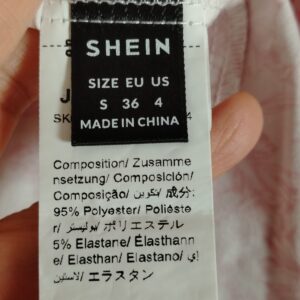 SHEIN
SIZE EU US
S 36 4
MADE IN CHINA
Composition/ Zusamme
nsetzung/ Composición/
Composição/ تكوين/ 成分:
95% Polyester/ Polieste
r/ بوليستر/ ポリエステル
5% Elastane/ Élasthann
e/ Elasthan/ Elastano/ إي
لاستين/ エラスタン